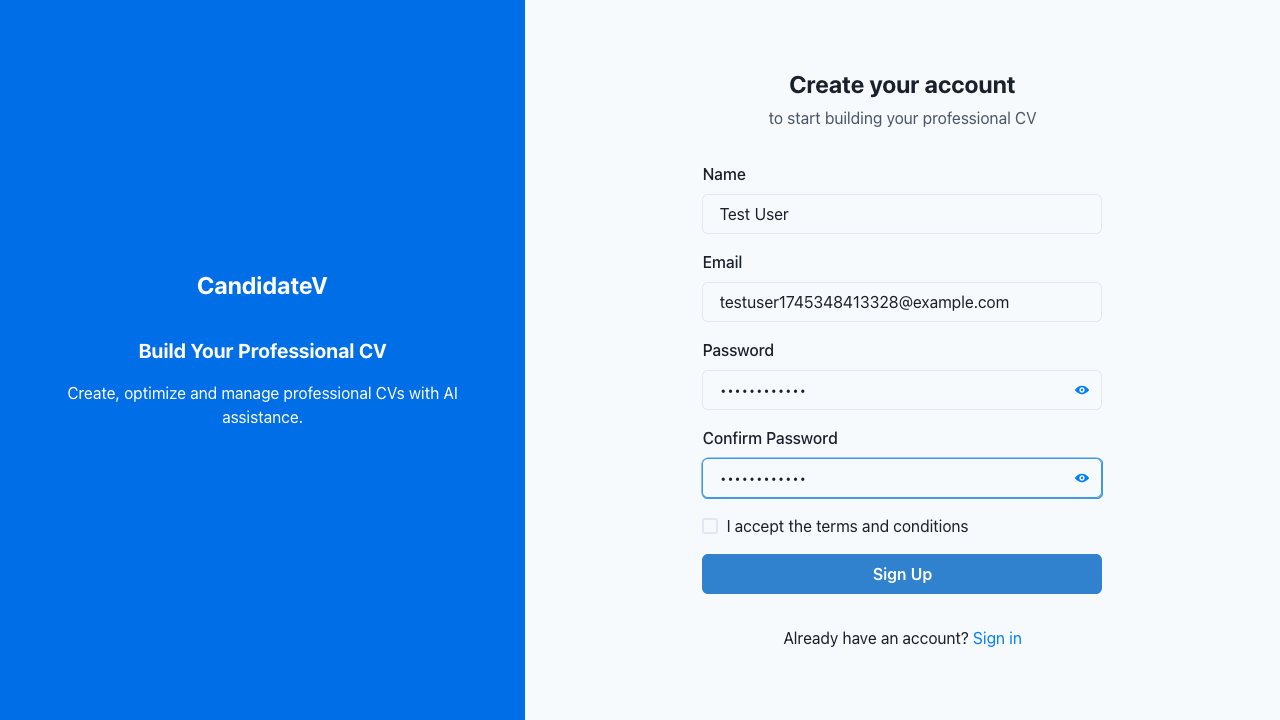 CandidateV
Build Your Professional CV
Create, optimize and manage professional CVs with AI
assistance.
Create your account
to start building your professional CV
Name
Test User
Email
testuser1745348413328@example.com
Password
••••••••••••
Confirm Password
••••••••••••
I accept the terms and conditions
Sign Up
Already have an account? Sign in